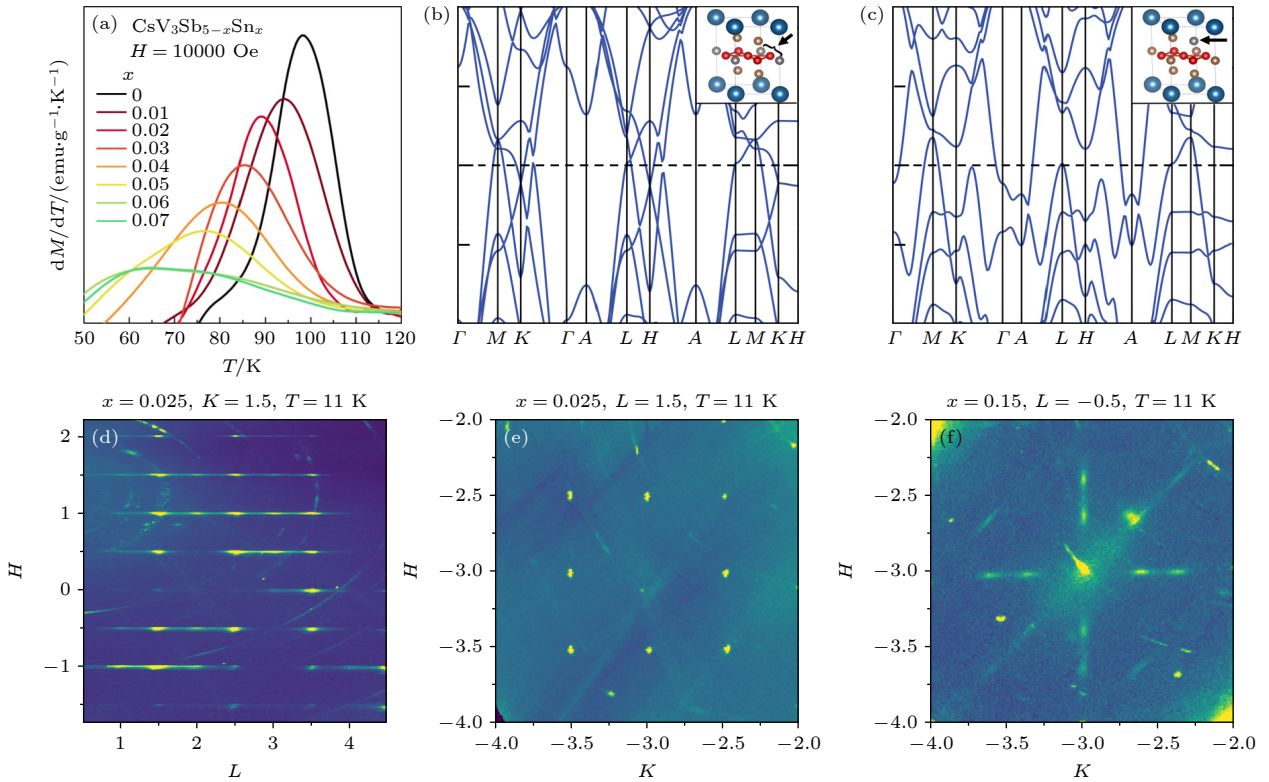 (a) CsV₃Sb₅₋ₓSnₓ
H = 10000 Oe
x
0
0.01
0.02
0.03
0.04
0.05
0.06
0.07
dM/dT/(emu·g⁻¹·K⁻¹)
50 60 70 80 90 100 110 120
T/K
(b)
Γ M K Γ A L H A L M K H
(c)
Γ M K Γ A L H A L M K H
x = 0.025, K = 1.5, T = 11 K
(d)
2
1
0
−1
H
1 2 3 4
L
x = 0.025, L = 1.5, T = 11 K
(e)
−2.0
−2.5
−3.0
−3.5
−4.0
H
−4.0 −3.5 −3.0 −2.5 −2.0
K
x = 0.15, L = −0.5, T = 11 K
(f)
−2.0
−2.5
−3.0
−3.5
−4.0
H
−4.0 −3.5 −3.0 −2.5 −2.0
K